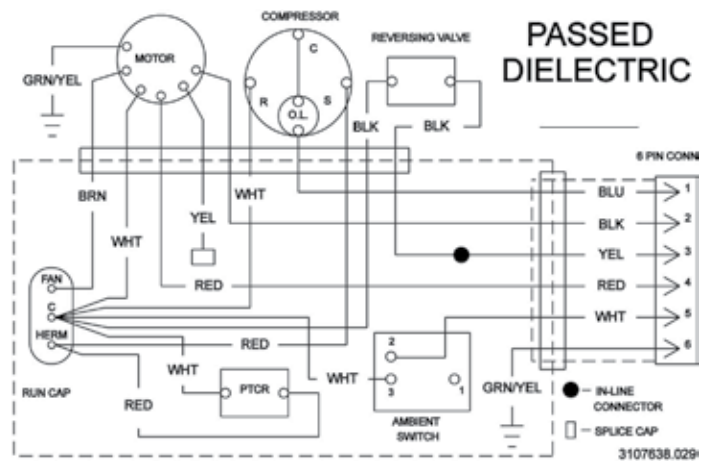 COMPRESSOR
PASSED
DIELECTRIC
REVERSING VALVE
MOTOR
C
GRN/YEL
R
S
O.L.
BLK
BLK
6 PIN CONN
BRN
WHT
BLU
1
WHT
YEL
BLK
2
YEL
3
FAN
RED
RED
4
C
WHT
5
HERM
RED
2
6
WHT
WHT
3
1
GRN/YEL
PTCR
RUN CAP
RED
AMBIENT
SWITCH
- IN-LINE
CONNECTOR
- SPLICE CAP
3107638.029